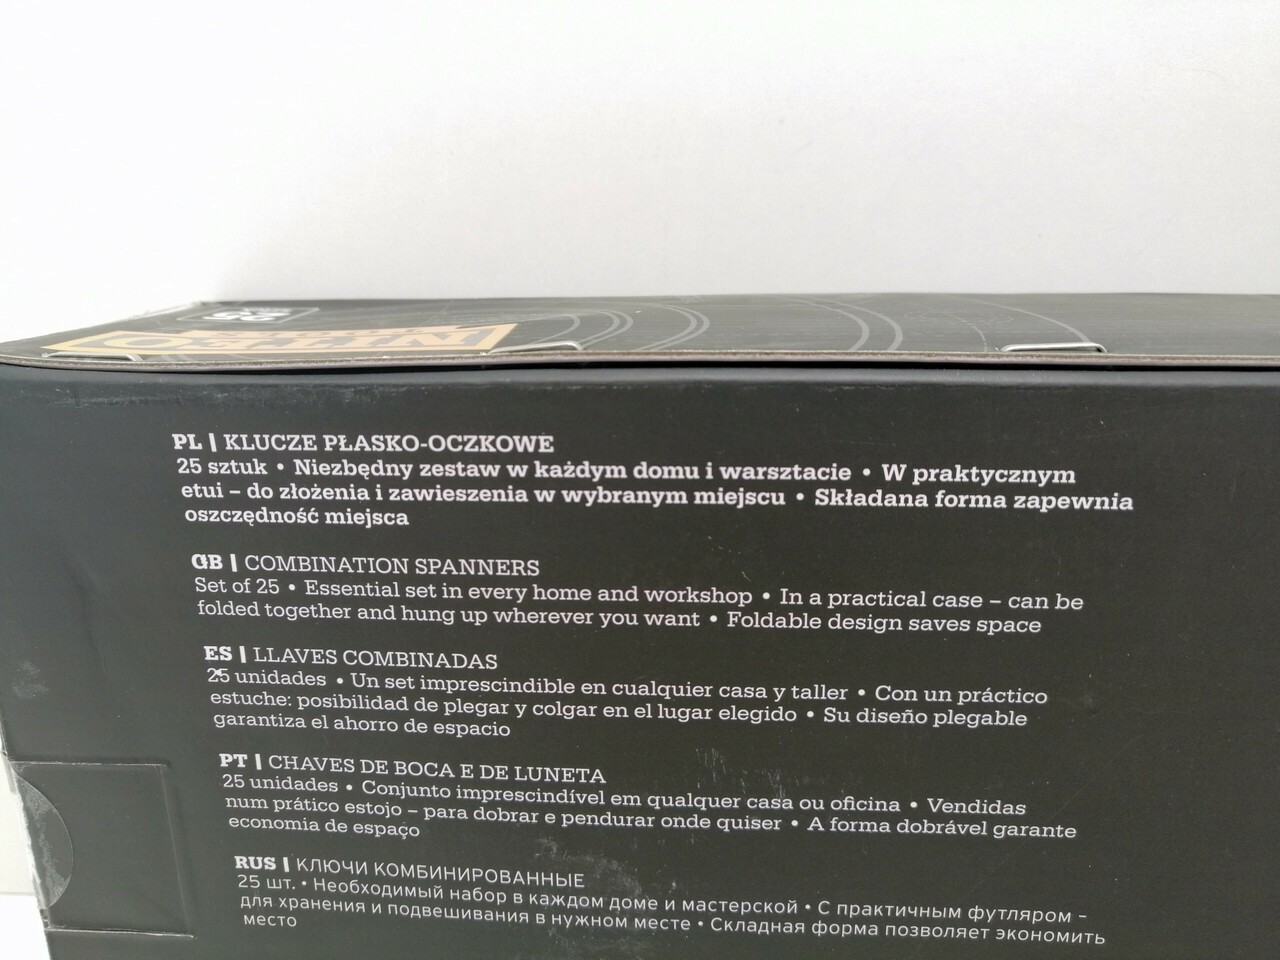 25
NITEO
TOOLS
PL | KLUCZE PŁASKO-OCZKOWE
25 sztuk • Niezbędny zestaw w każdym domu i warsztacie • W praktycznym
etui – do złożenia i zawieszenia w wybranym miejscu • Składana forma zapewnia
oszczędność miejsca
GB | COMBINATION SPANNERS
Set of 25 • Essential set in every home and workshop • In a practical case – can be
folded together and hung up wherever you want • Foldable design saves space
ES | LLAVES COMBINADAS
25 unidades • Un set imprescindible en cualquier casa y taller • Con un práctico
estuche: posibilidad de plegar y colgar en el lugar elegido • Su diseño plegable
garantiza el ahorro de espacio
PT | CHAVES DE BOCA E DE LUNETA
25 unidades • Conjunto imprescindível em qualquer casa ou oficina • Vendidas
num prático estojo – para dobrar e pendurar onde quiser • A forma dobrável garante
economia de espaço
RUS | КЛЮЧИ КОМБИНИРОВАННЫЕ
25 шт. • Необходимый набор в каждом доме и мастерской • С практичным футляром –
для хранения и подвешивания в нужном месте • Складная форма позволяет экономить
место